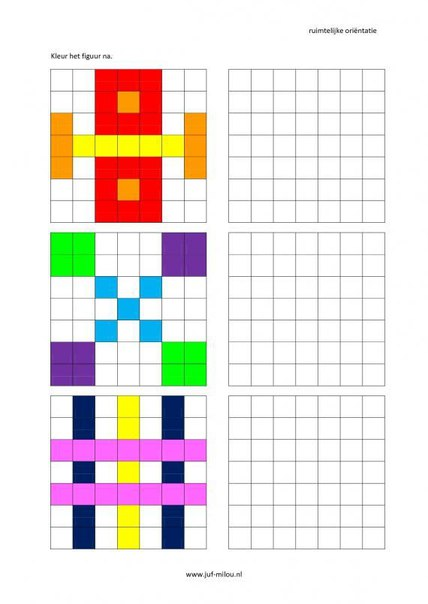 ruimtelijke oriëntatie
Kleur het figuur na.
www.juf-milou.nl